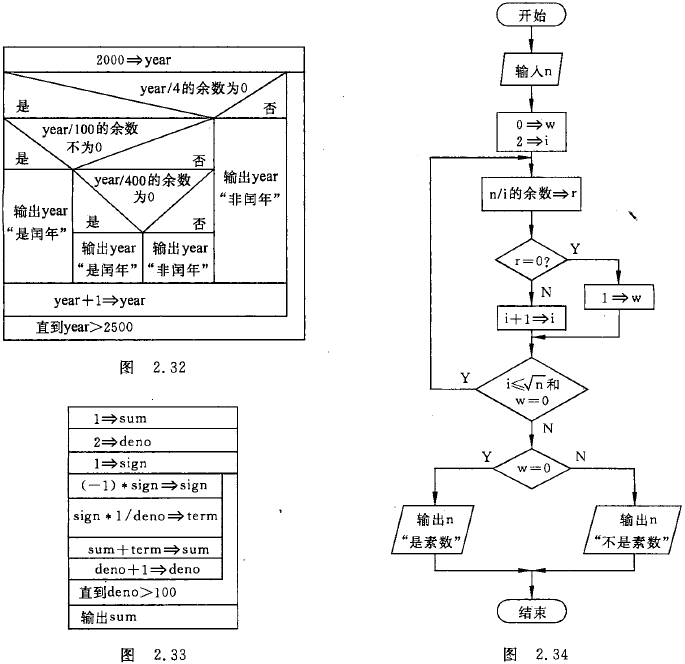 2000⇒year
year/4的余数为0
是
否
year/100的余数
不为0
是
否
year/400的余数
为0
是
否
输出year
“是闰年”
输出year
“是闰年”
输出year
“非闰年”
输出year
“非闰年”
year+1⇒year
直到year>2500
图 2.32
1⇒sum
2⇒deno
1⇒sign
(-1)*sign⇒sign
sign*1/deno⇒term
sum+term⇒sum
deno+1⇒deno
直到deno>100
输出sum
图 2.33
开始
输入n
0⇒w
2⇒i
n/i的余数⇒r
r=0?
Y
N
1⇒w
i+1⇒i
i≤√n和
w=0
Y
N
w=0
Y
N
输出n
“是素数”
输出n
“不是素数”
结束
图 2.34